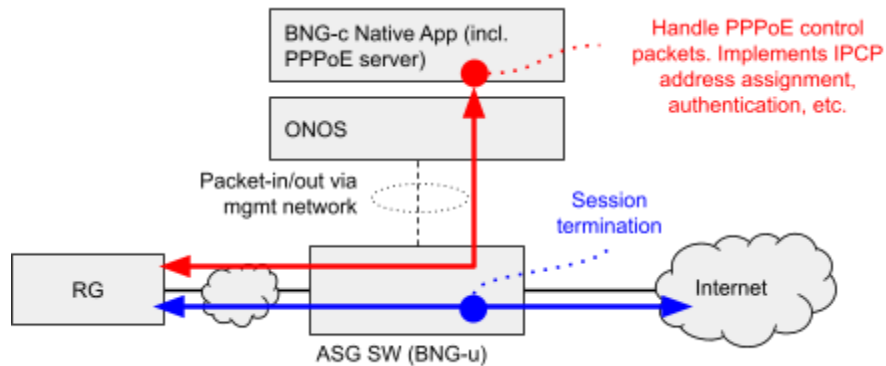 BNG-c Native App (incl.
PPPoE server)
Handle PPPoE control
packets. Implements IPCP
address assignment,
authentication, etc.
ONOS
Packet-in/out via
mgmt network
Session
termination
RG
Internet
ASG SW (BNG-u)